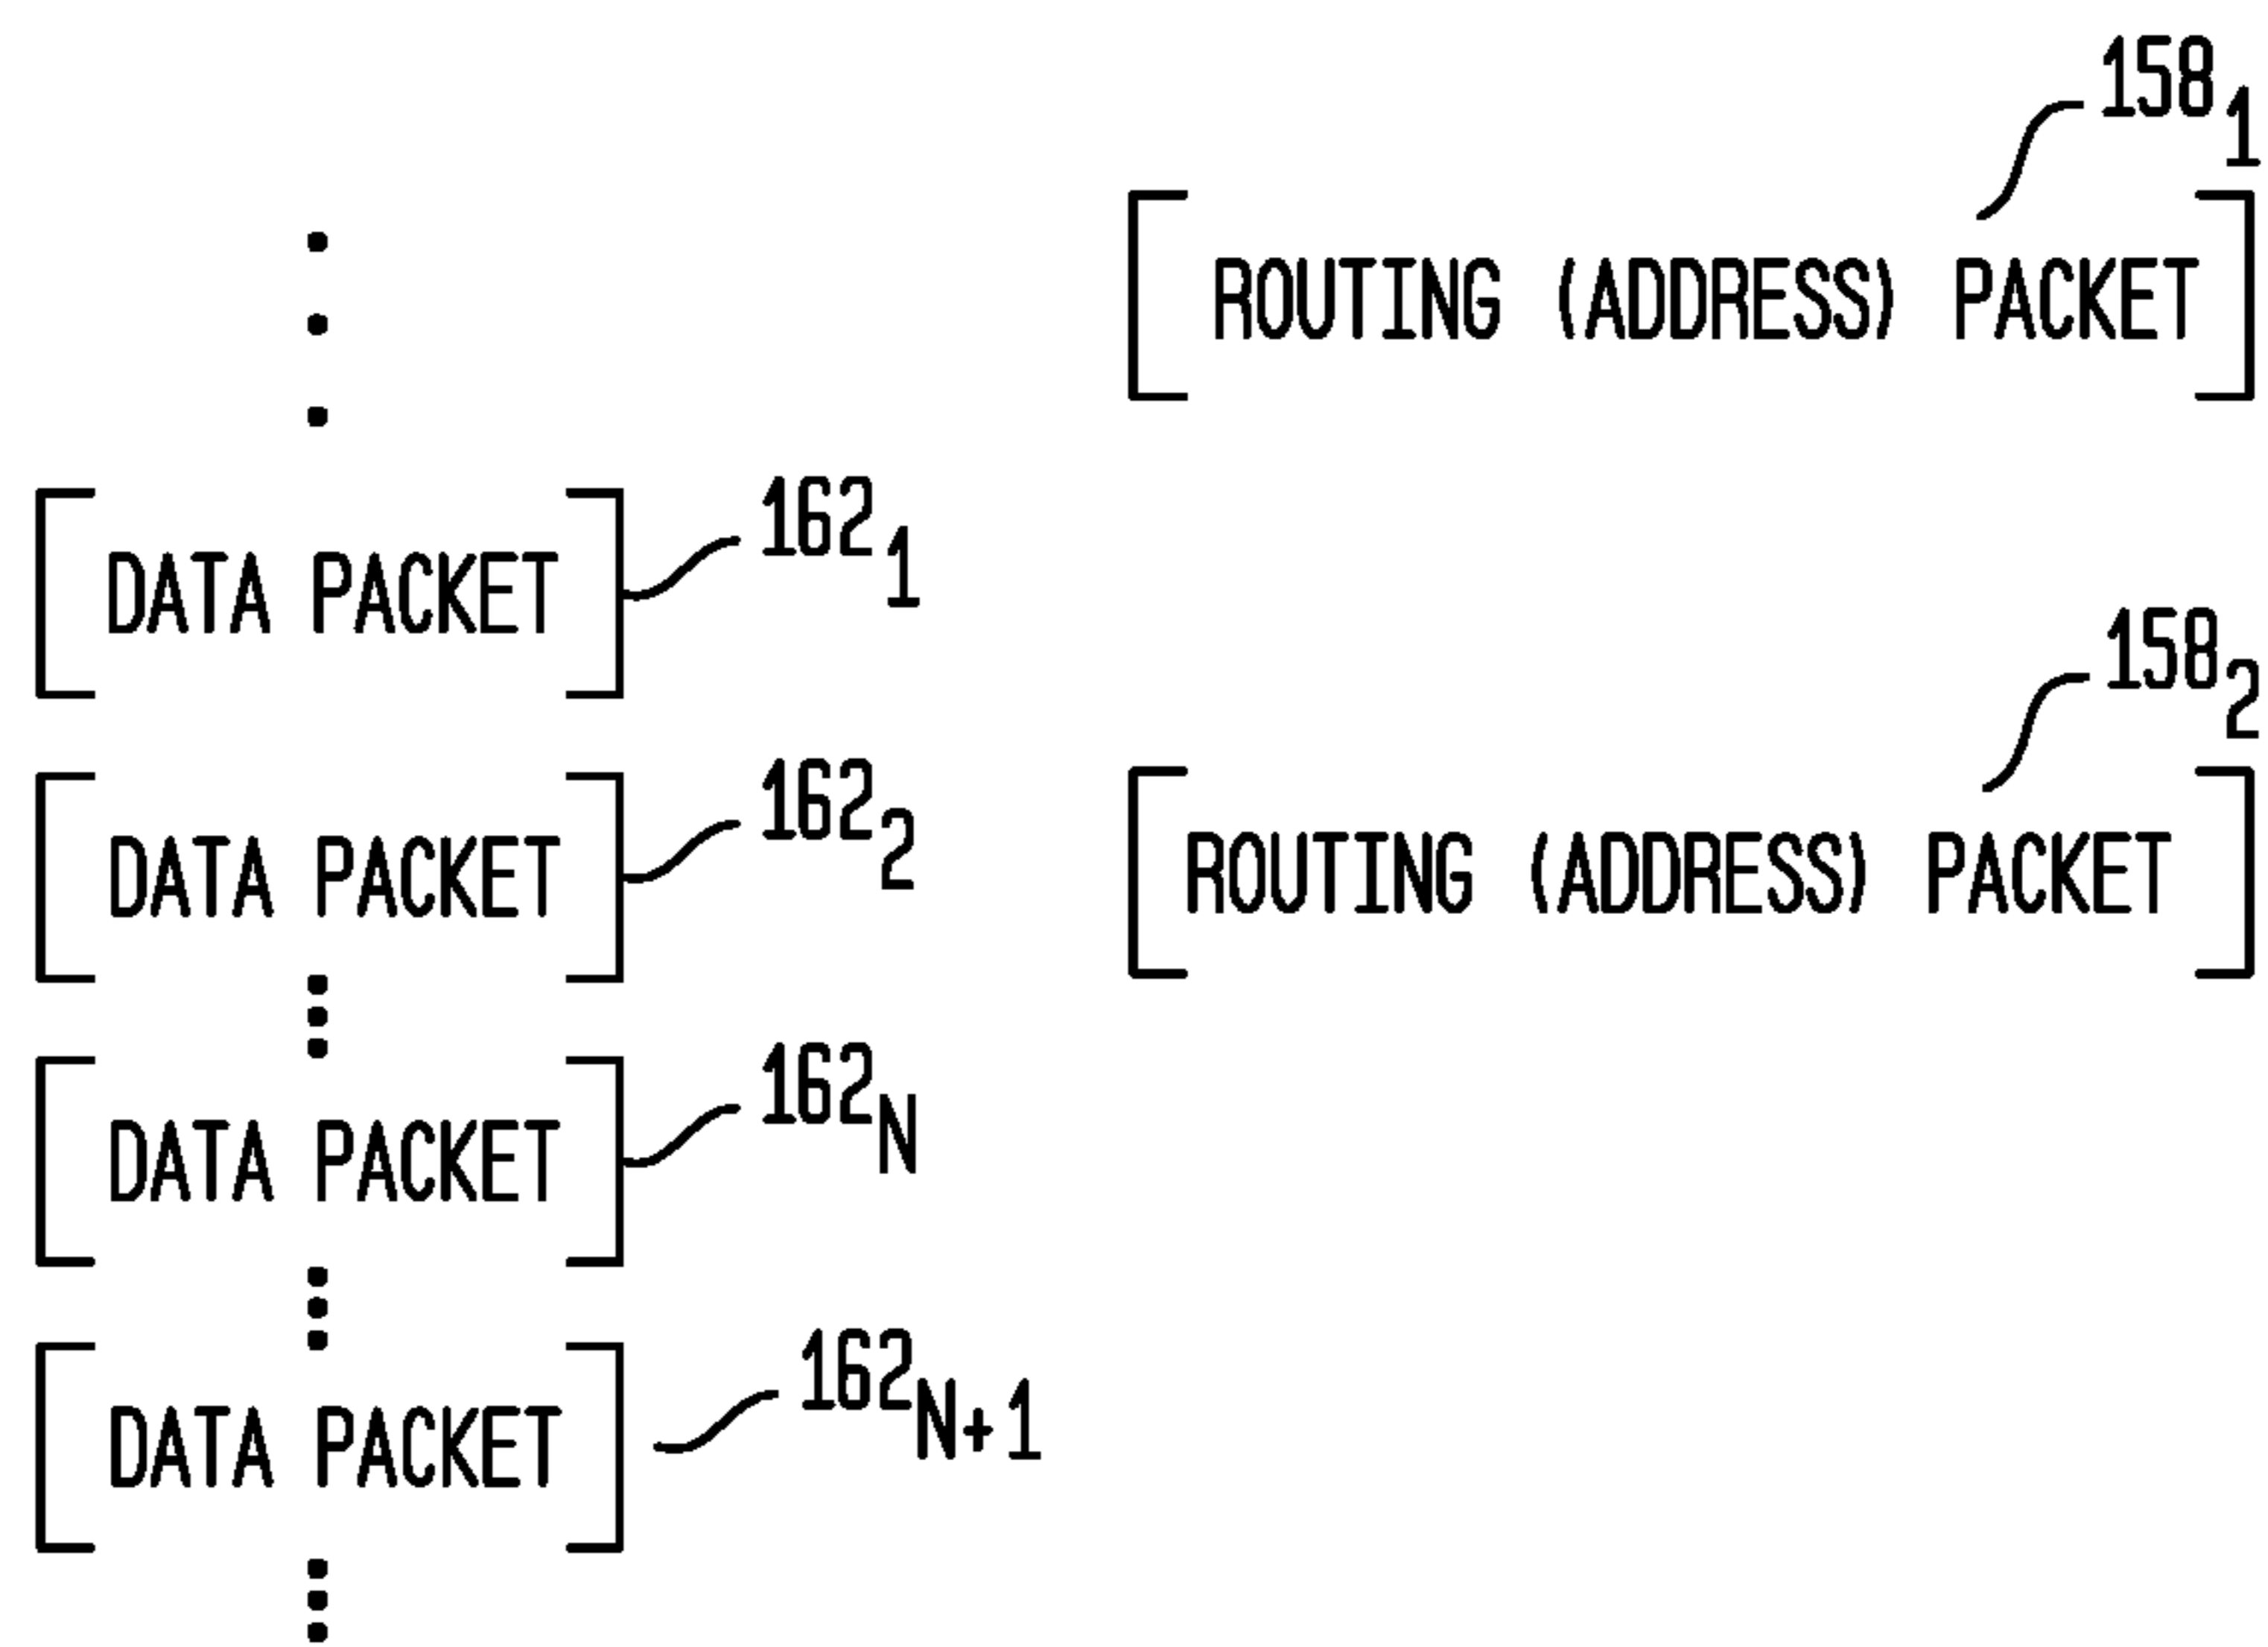 158₁
ROUTING (ADDRESS) PACKET
DATA PACKET 162₁
158₂
DATA PACKET 162₂
ROUTING (ADDRESS) PACKET
DATA PACKET 162N
DATA PACKET 162N+1